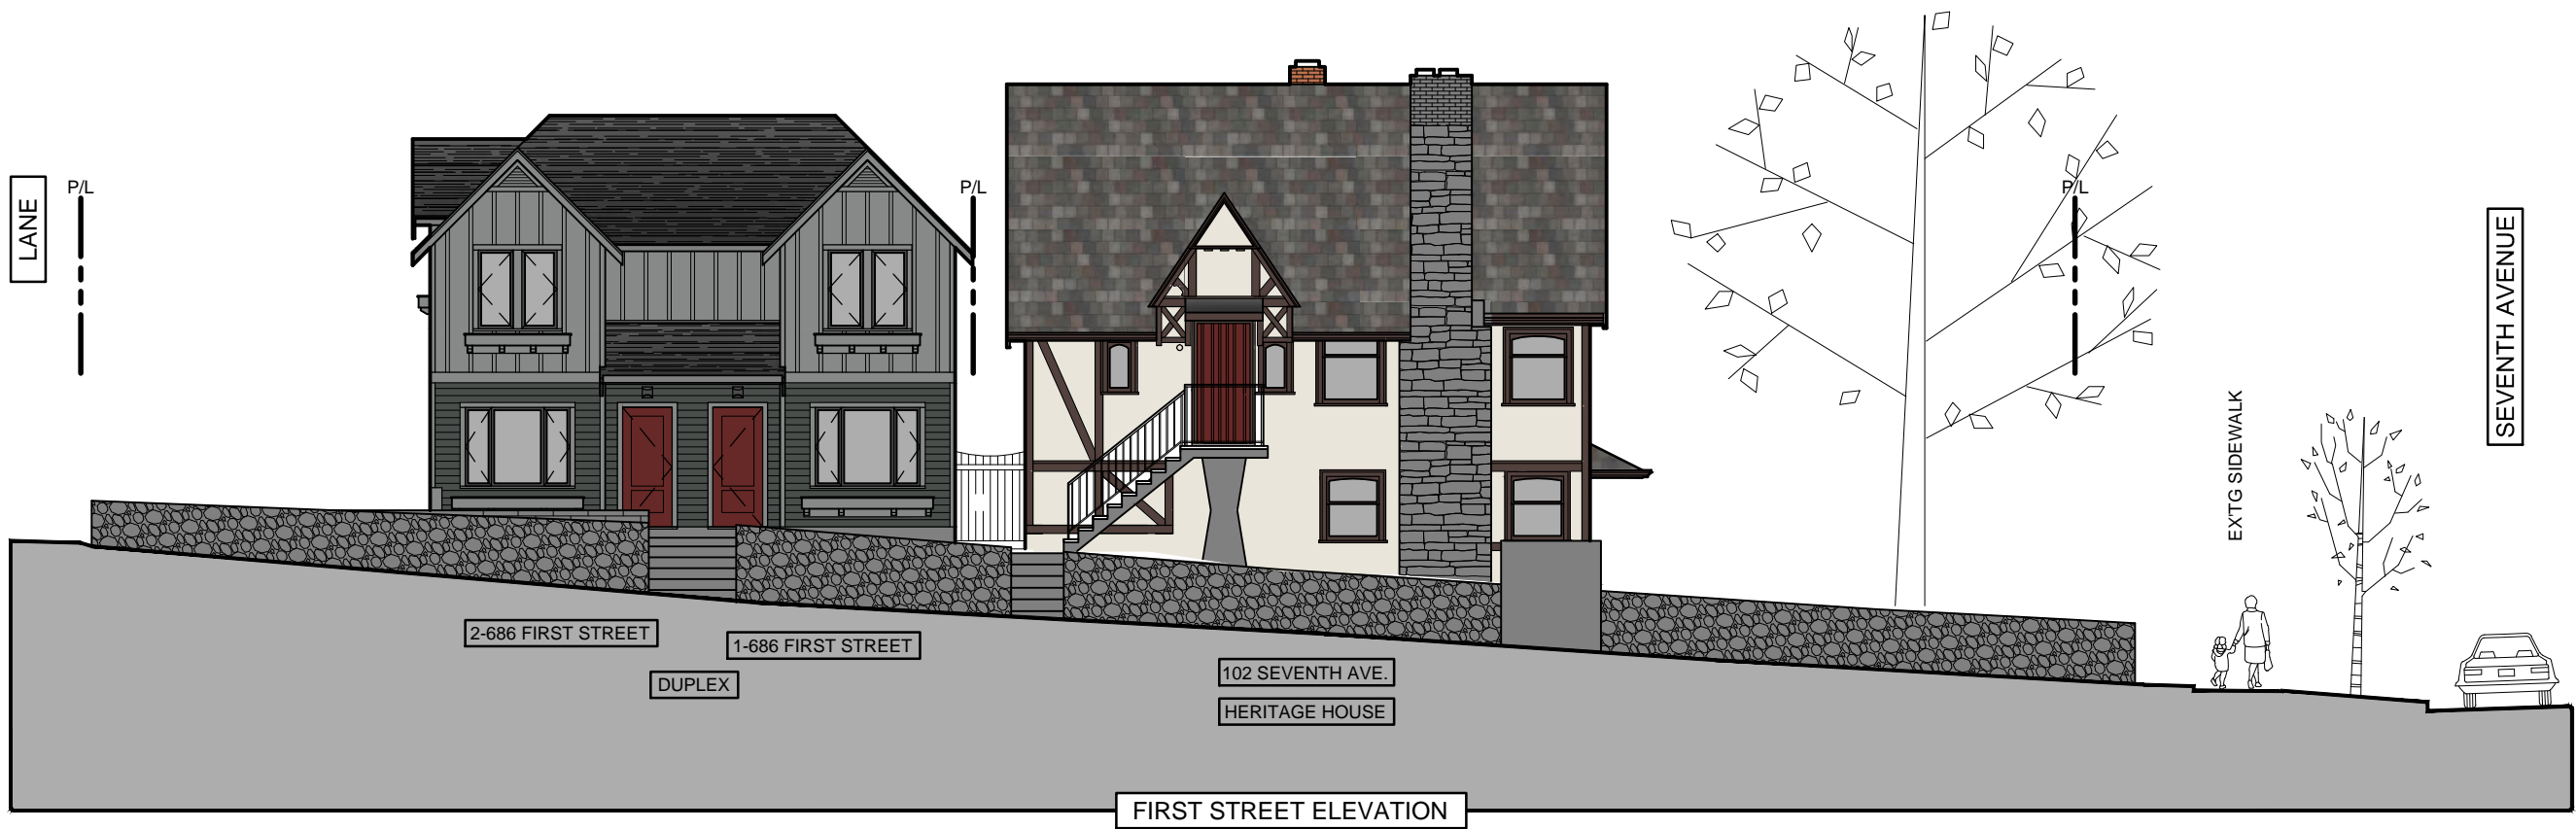 LANE
P/L
P/L
P/L
SEVENTH AVENUE
EXTG SIDEWALK
2-686 FIRST STREET
1-686 FIRST STREET
DUPLEX
102 SEVENTH AVE.
HERITAGE HOUSE
FIRST STREET ELEVATION